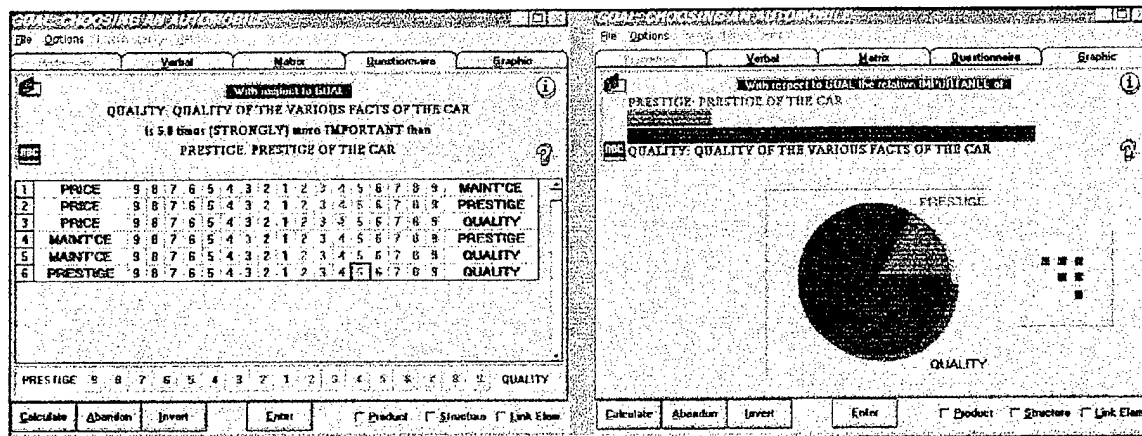 GOAL: CHOOSING AN AUTOMOBILE
File Options
Verbal Matrix Questionnaire Graphic
With respect to GOAL
QUALITY: QUALITY OF THE VARIOUS FACTS OF THE CAR
is 5.0 times (STRONGLY) more IMPORTANT than
PRESTIGE: PRESTIGE OF THE CAR
ABC
1 PRICE 9 8 7 6 5 4 3 2 1 2 3 4 5 6 7 8 9 MAINT'CE
2 PRICE 9 8 7 6 5 4 3 2 1 2 3 4 5 6 7 8 9 PRESTIGE
3 PRICE 9 8 7 6 5 4 3 2 1 2 3 4 5 6 7 8 9 QUALITY
4 MAINT'CE 9 8 7 6 5 4 3 2 1 2 3 4 5 6 7 8 9 PRESTIGE
5 MAINT'CE 9 8 7 6 5 4 3 2 1 2 3 4 5 6 7 8 9 QUALITY
6 PRESTIGE 9 8 7 6 5 4 3 2 1 2 3 4 5 6 7 8 9 QUALITY
PRESTIGE 9 8 7 6 5 4 3 2 1 2 3 4 5 6 7 8 9 QUALITY
Calculate Abandon Invert Enter Product Structure Link Elem
GOAL: CHOOSING AN AUTOMOBILE
File Options
Verbal Matrix Questionnaire Graphic
With respect to GOAL the relative IMPORTANCE of
PRESTIGE: PRESTIGE OF THE CAR
ABC
QUALITY: QUALITY OF THE VARIOUS FACTS OF THE CAR
PRESTIGE
QUALITY
Calculate Abandon Invert Enter Product Structure Link Elem